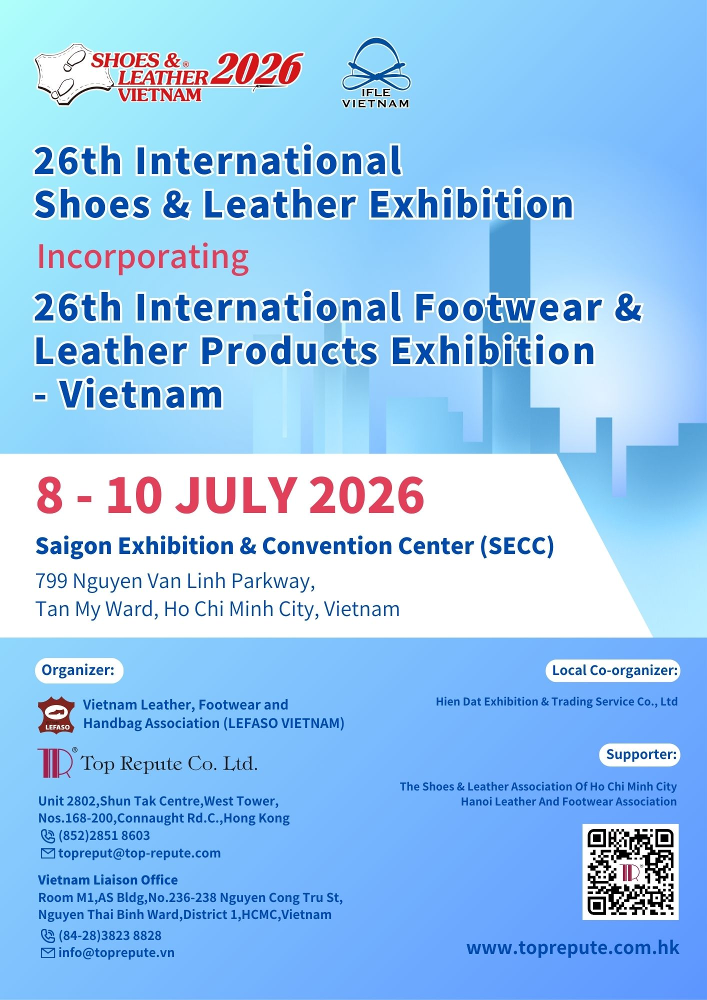 SHOES & ® 2026
LEATHER
VIETNAM
IFLE
VIETNAM
26th International
Shoes & Leather Exhibition
Incorporating
26th International Footwear &
Leather Products Exhibition
- Vietnam
8 - 10 JULY 2026
Saigon Exhibition & Convention Center (SECC)
799 Nguyen Van Linh Parkway,
Tan My Ward, Ho Chi Minh City, Vietnam
Organizer:
VIETNAM
LEFASO
Vietnam Leather, Footwear and
Handbag Association (LEFASO VIETNAM)
TR ® Top Repute Co. Ltd.
Unit 2802,Shun Tak Centre,West Tower,
Nos.168-200,Connaught Rd.C.,Hong Kong
(852)2851 8603
topreput@top-repute.com
Vietnam Liaison Office
Room M1,AS Bldg,No.236-238 Nguyen Cong Tru St,
Nguyen Thai Binh Ward,District 1,HCMC,Vietnam
(84-28)3823 8828
info@toprepute.vn
Local Co-organizer:
Hien Dat Exhibition & Trading Service Co., Ltd
Supporter:
The Shoes & Leather Association Of Ho Chi Minh City
Hanoi Leather And Footwear Association
TR ®
www.toprepute.com.hk